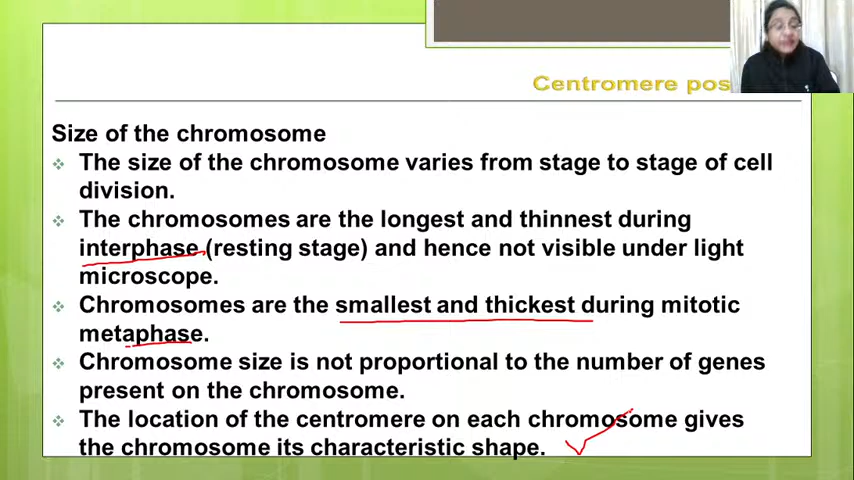 Centromere pos
Size of the chromosome
❖ The size of the chromosome varies from stage to stage of cell
division.
❖ The chromosomes are the longest and thinnest during
interphase (resting stage) and hence not visible under light
microscope.
❖ Chromosomes are the smallest and thickest during mitotic
metaphase.
❖ Chromosome size is not proportional to the number of genes
present on the chromosome.
❖ The location of the centromere on each chromosome gives
the chromosome its characteristic shape.